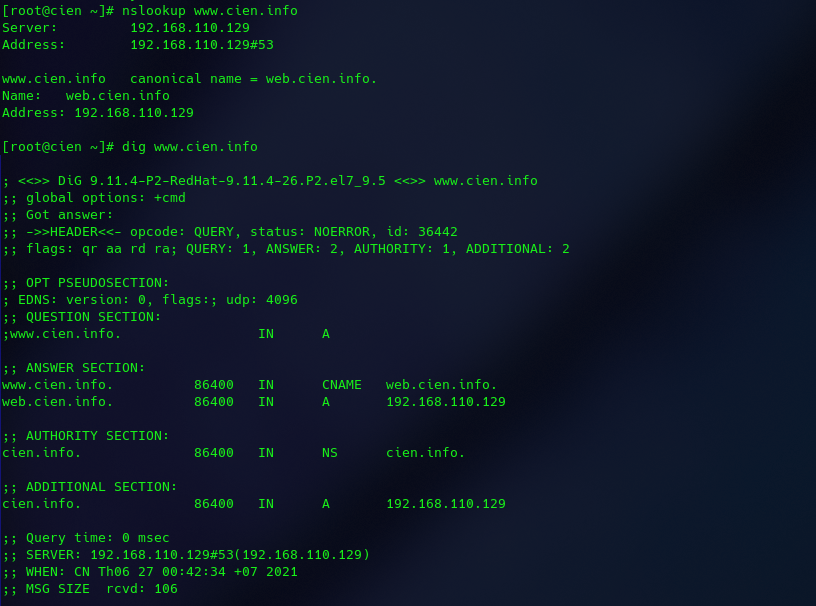 [root@cien ~]# nslookup www.cien.info
Server:         192.168.110.129
Address:        192.168.110.129#53
www.cien.info   canonical name = web.cien.info.
Name:   web.cien.info
Address: 192.168.110.129
[root@cien ~]# dig www.cien.info
; <<>> DiG 9.11.4-P2-RedHat-9.11.4-26.P2.el7_9.5 <<>> www.cien.info
;; global options: +cmd
;; Got answer:
;; ->>HEADER<<- opcode: QUERY, status: NOERROR, id: 36442
;; flags: qr aa rd ra; QUERY: 1, ANSWER: 2, AUTHORITY: 1, ADDITIONAL: 2
;; OPT PSEUDOSECTION:
; EDNS: version: 0, flags:; udp: 4096
;; QUESTION SECTION:
;www.cien.info.                 IN      A
;; ANSWER SECTION:
www.cien.info.          86400   IN      CNAME   web.cien.info.
web.cien.info.          86400   IN      A       192.168.110.129
;; AUTHORITY SECTION:
cien.info.              86400   IN      NS      cien.info.
;; ADDITIONAL SECTION:
cien.info.              86400   IN      A       192.168.110.129
;; Query time: 0 msec
;; SERVER: 192.168.110.129#53(192.168.110.129)
;; WHEN: CN Th06 27 00:42:34 +07 2021
;; MSG SIZE  rcvd: 106